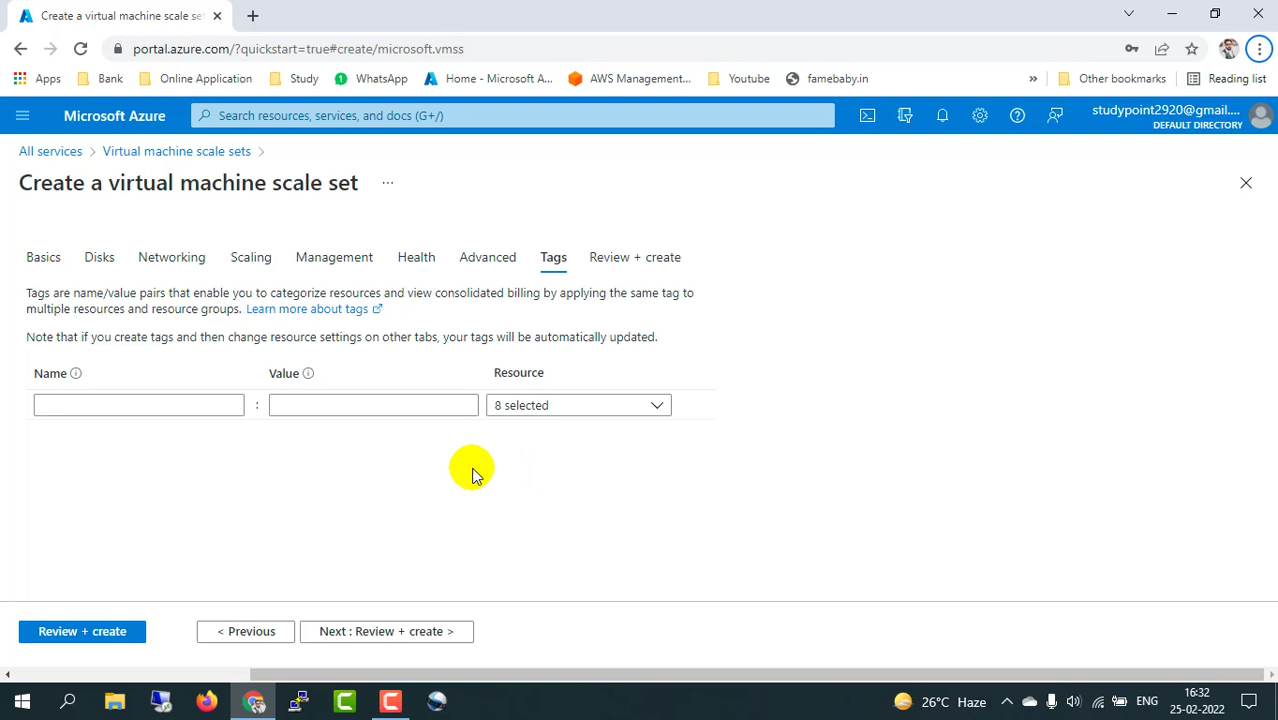 Create a virtual machine scale se
portal.azure.com/?quickstart=true#create/microsoft.vmss
Apps
Bank
Online Application
Study
WhatsApp
Home - Microsoft A...
AWS Management...
Youtube
famebaby.in
»
Other bookmarks
Reading list
Microsoft Azure
Search resources, services, and docs (G+/)
studypoint2920@gmail....
DEFAULT DIRECTORY
All services > Virtual machine scale sets >
Create a virtual machine scale set ...
Basics
Disks
Networking
Scaling
Management
Health
Advanced
Tags
Review + create
Tags are name/value pairs that enable you to categorize resources and view consolidated billing by applying the same tag to
multiple resources and resource groups. Learn more about tags
Note that if you create tags and then change resource settings on other tabs, your tags will be automatically updated.
Name
Value
Resource
:
8 selected
Review + create
< Previous
Next : Review + create >
26°C Haze
ENG
16:32
25-02-2022